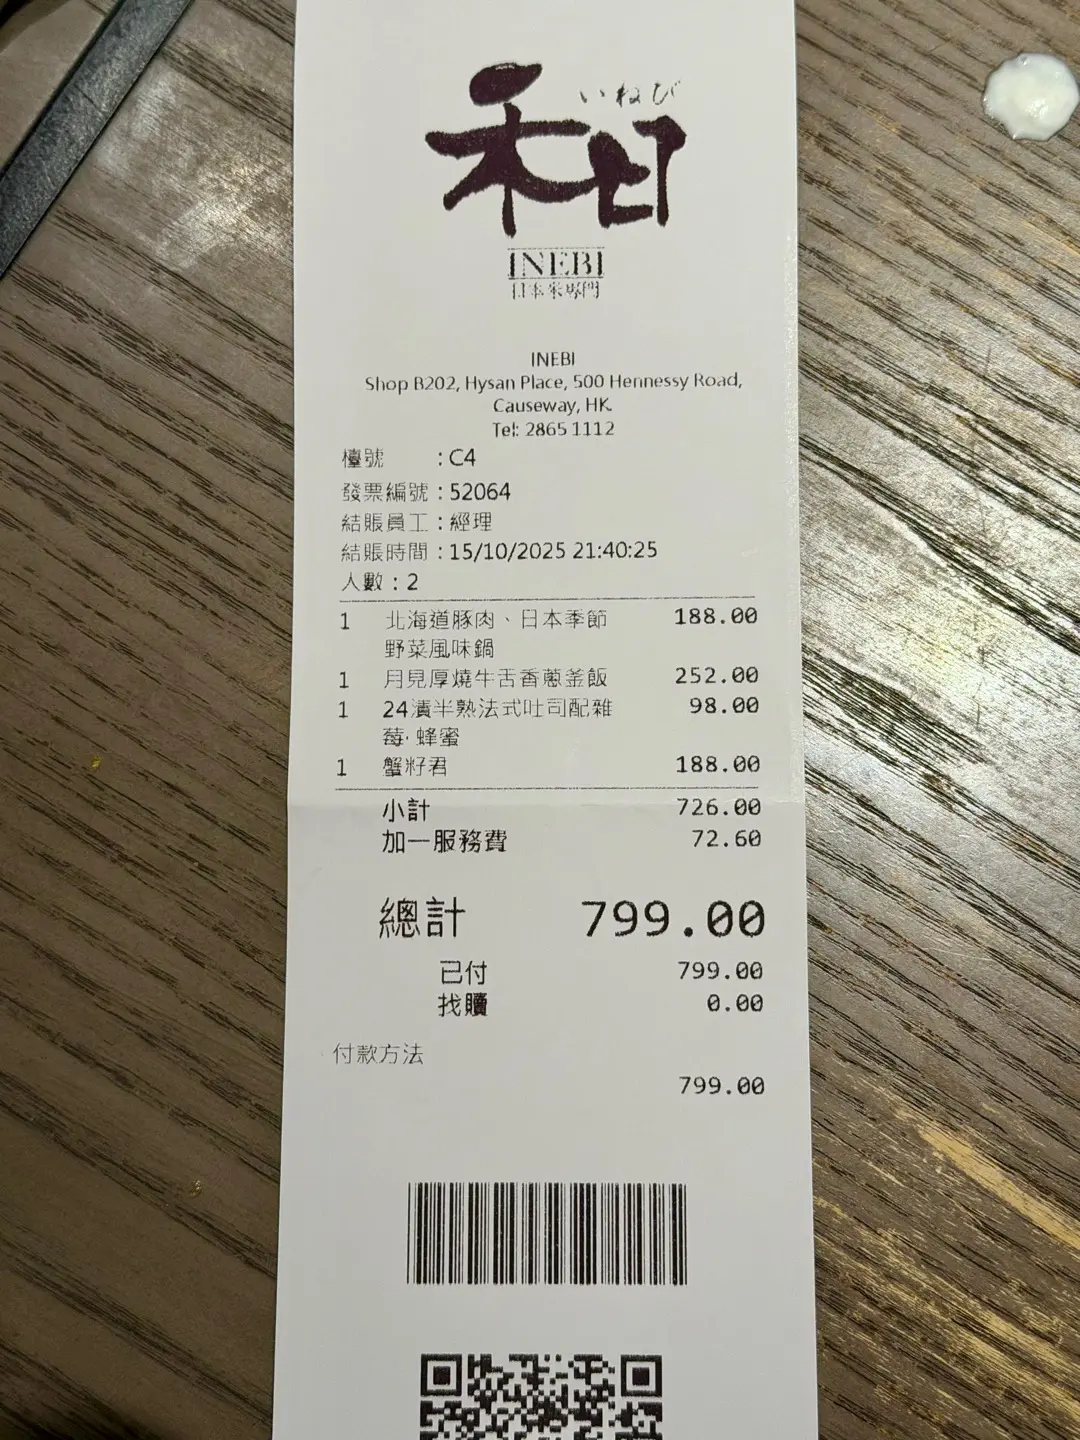 和
いねび
INEBI
日本米專門
INEBI
Shop B202, Hysan Place, 500 Hennessy Road,
Causeway, HK.
Tel: 2865 1112
檯號 : C4
發票編號 : 52064
結賬員工 : 經理
結賬時間 : 15/10/2025 21:40:25
人數 : 2
1 北海道豚肉、日本季節 188.00
野菜風味鍋
1 月見厚燒牛舌香蔥釜飯 252.00
1 24漬半熟法式吐司配雜 98.00
莓·蜂蜜
1 蟹籽君 188.00
小計 726.00
加一服務費 72.60
總計 799.00
已付 799.00
找贖 0.00
付款方法
799.00